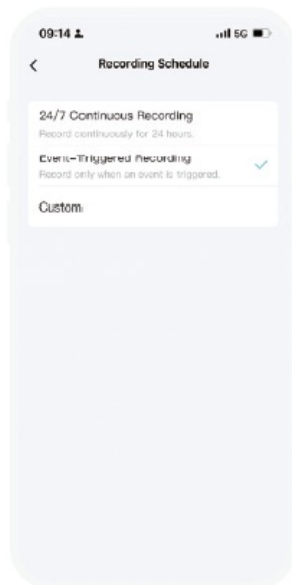 09:14
5G
Recording Schedule
24/7 Continuous Recording
Record continuously for 24 hours.
Event-Triggered Recording
Record only when an event is triggered.
Custom